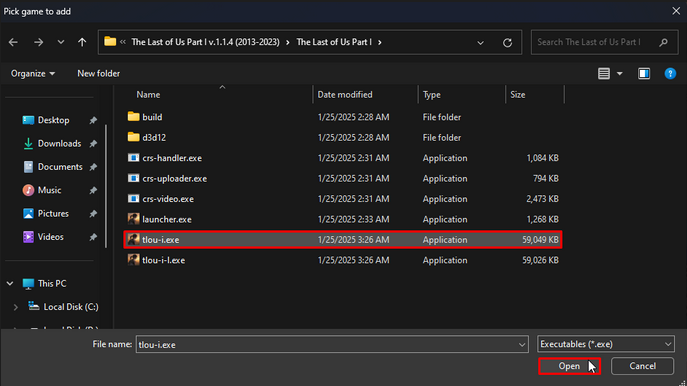 Pick game to add
The Last of Us Part I v.1.1.4 (2013-2023) The Last of Us Part I
Search The Last of Us Part I
Organize New folder
Name Date modified Type Size
Desktop
Downloads
Documents
Music
Pictures
Videos
This PC
Local Disk (C:)
build 1/25/2025 2:28 AM File folder
d3d12 1/25/2025 2:28 AM File folder
crs-handler.exe 1/25/2025 2:31 AM Application 1,084 KB
crs-uploader.exe 1/25/2025 2:31 AM Application 794 KB
crs-video.exe 1/25/2025 2:31 AM Application 2,473 KB
launcher.exe 1/25/2025 2:33 AM Application 1,268 KB
tlou-i.exe 1/25/2025 3:26 AM Application 59,049 KB
tlou-i-l.exe 1/25/2025 3:26 AM Application 59,026 KB
File name: tlou-i.exe Executables (*.exe)
Open Cancel